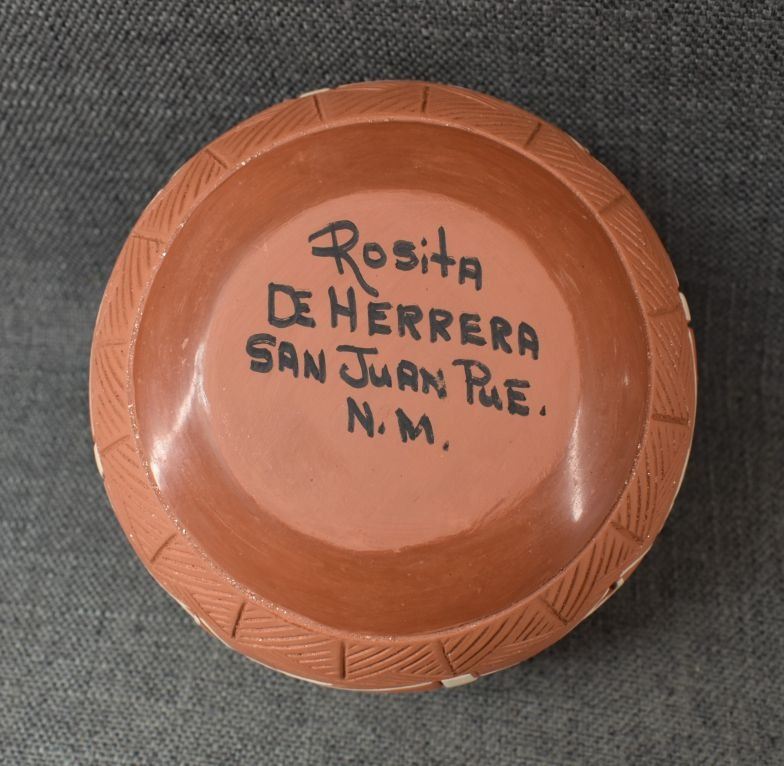 Rosita
De Herrera
San Juan Pue.
N.M.